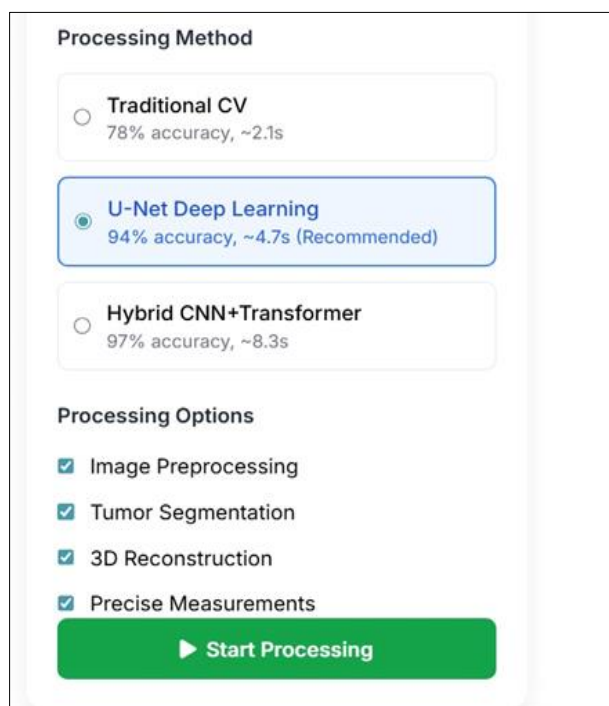 Processing Method
Traditional CV
78% accuracy, ~2.1s
U-Net Deep Learning
94% accuracy, ~4.7s (Recommended)
Hybrid CNN+Transformer
97% accuracy, ~8.3s
Processing Options
Image Preprocessing
Tumor Segmentation
3D Reconstruction
Precise Measurements
Start Processing